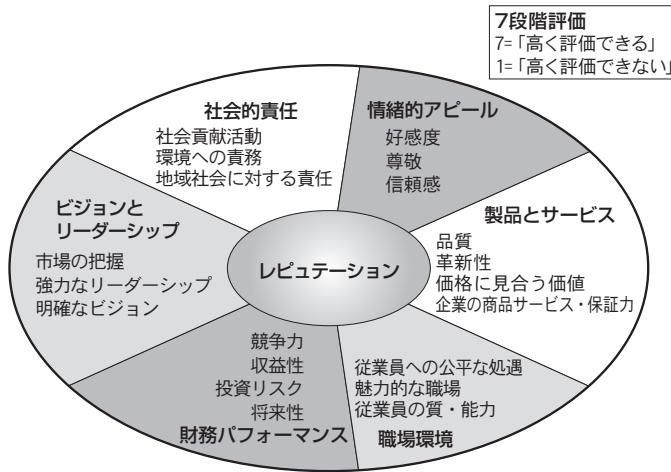 7段階評価
7=「高く評価できる」
1=「高く評価できない」
社会的責任
社会貢献活動
環境への責務
地域社会に対する責任
情緒的アピール
好感度
尊敬
信頼感
ビジョンと
リーダーシップ
市場の把握
強力なリーダーシップ
明確なビジョン
レピュテーション
製品とサービス
品質
革新性
価格に見合う価値
企業の商品サービス・保証力
競争力
収益性
投資リスク
将来性
財務パフォーマンス
従業員への公平な処遇
魅力的な職場
従業員の質・能力
職場環境